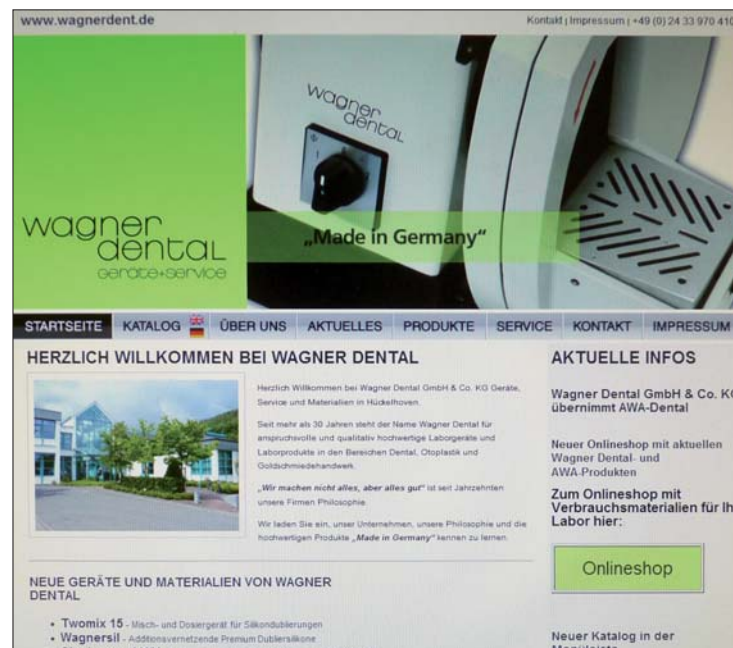 www.wagnerdent.de
Kontakt | Impressum | +49 (0) 24 33 970 410
wagner
dental
wagner
dental
geräte+service
„Made in Germany“
STARTSEITE KATALOG ÜBER UNS AKTUELLES PRODUKTE SERVICE KONTAKT IMPRESSUM
HERZLICH WILLKOMMEN BEI WAGNER DENTAL
Herzlich Willkommen bei Wagner Dental GmbH & Co. KG Geräte,
Service und Materialien in Hückelhoven.
Seit mehr als 30 Jahren steht der Name Wagner Dental für
anspruchsvolle und qualitativ hochwertige Laborgeräte und
Laborprodukte in den Bereichen Dental, Otoplastik und
Goldschmiedehandwerk.
„Wir machen nicht alles, aber alles gut“ ist seit Jahrzehnten
unsere Firmen Philosophie.
Wir laden Sie ein, unser Unternehmen, unsere Philosophie und die
hochwertigen Produkte „Made in Germany“ kennen zu lernen.
NEUE GERÄTE UND MATERIALIEN VON WAGNER
DENTAL
• Twomix 15 - Misch- und Dosiergerät für Silikondublierungen
• Wagnersil - Additionsvernetzende Premium Dubliersilikone
AKTUELLE INFOS
Wagner Dental GmbH & Co. KG
übernimmt AWA-Dental
Neuer Onlineshop mit aktuellen
Wagner Dental- und
AWA-Produkten
Zum Onlineshop mit
Verbrauchsmaterialien für Ih
Labor hier:
Onlineshop
Neuer Katalog in der